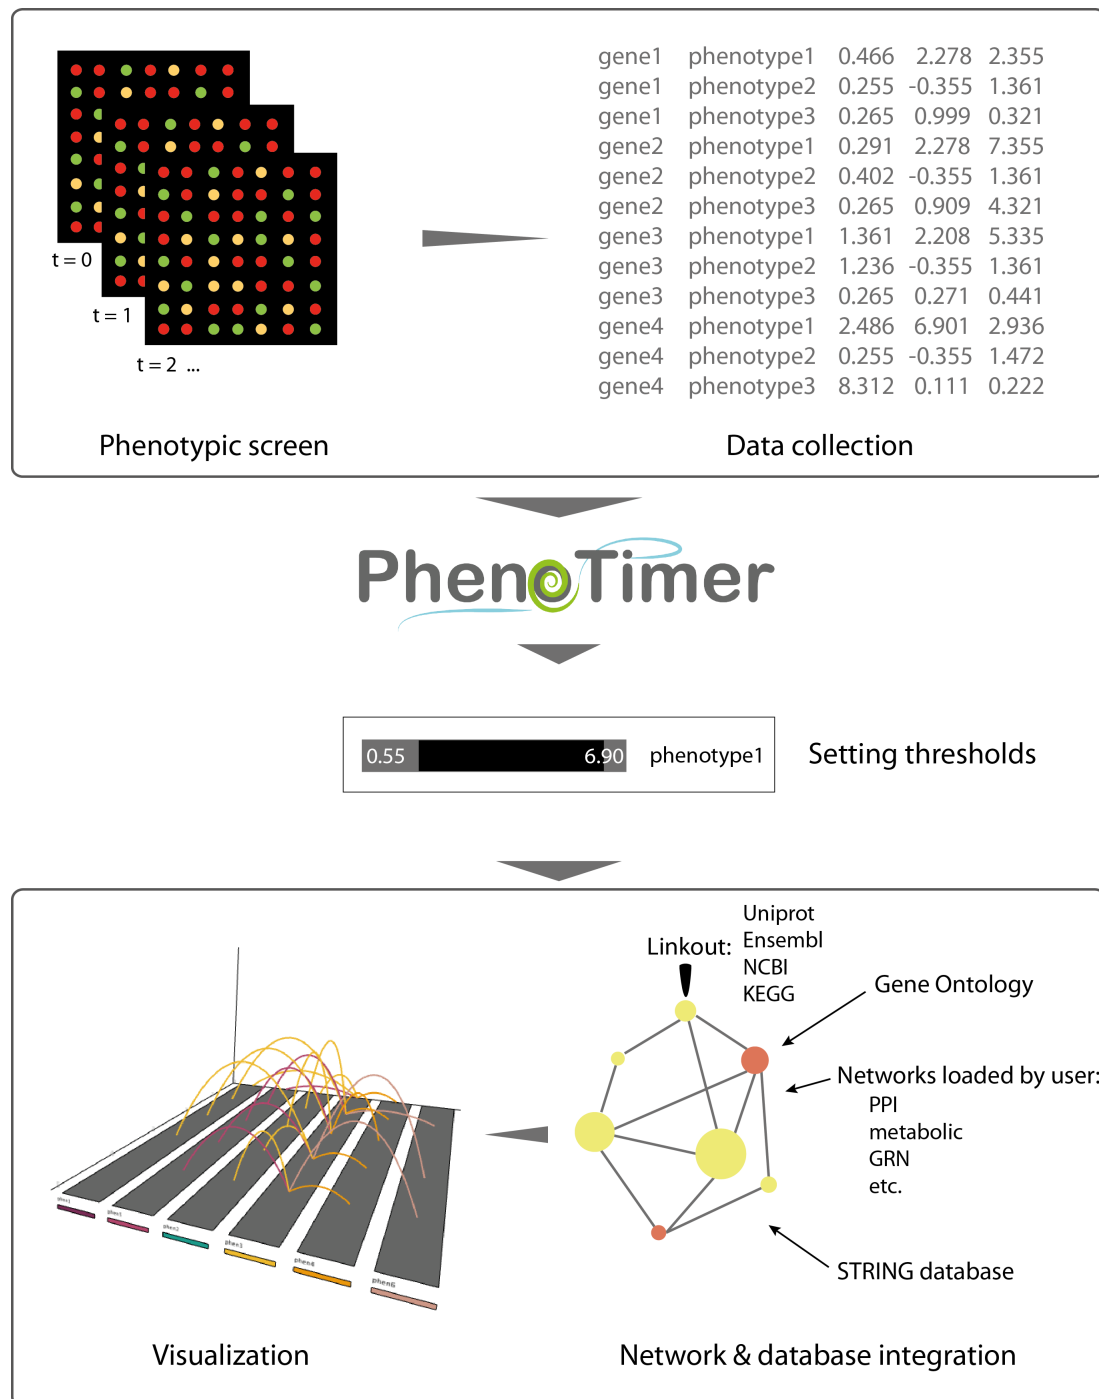 gene1 phenotype1 0.466 2.278 2.355
gene1 phenotype2 0.255 -0.355 1.361
gene1 phenotype3 0.265 0.999 0.321
gene2 phenotype1 0.291 2.278 7.355
gene2 phenotype2 0.402 -0.355 1.361
gene2 phenotype3 0.265 0.909 4.321
gene3 phenotype1 1.361 2.208 5.335
gene3 phenotype2 1.236 -0.355 1.361
gene3 phenotype3 0.265 0.271 0.441
gene4 phenotype1 2.486 6.901 2.936
gene4 phenotype2 0.255 -0.355 1.472
gene4 phenotype3 8.312 0.111 0.222
t = 0
t = 1
t = 2 ...
Phenotypic screen
Data collection
PhenoTimer
0.55 6.90 phenotype1
Setting thresholds
Linkout:
Uniprot
Ensembl
NCBI
KEGG
Gene Ontology
Networks loaded by user:
PPI
metabolic
GRN
etc.
STRING database
phen4
phen6
Visualization
Network & database integration